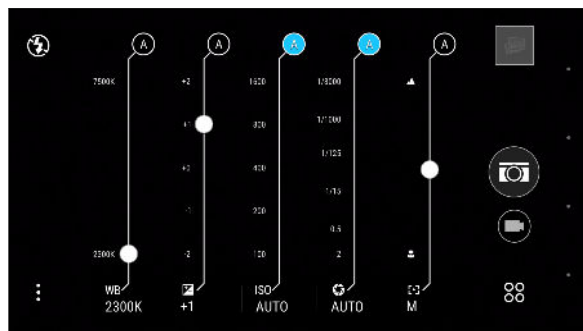 A A A A A
7500K +2 1600 1/8000
+1 800 1/1000
1/125
+0 400
1/15
-1 200
0.5
2300K -2 100 2
WB ISO
2300K +1 AUTO AUTO M